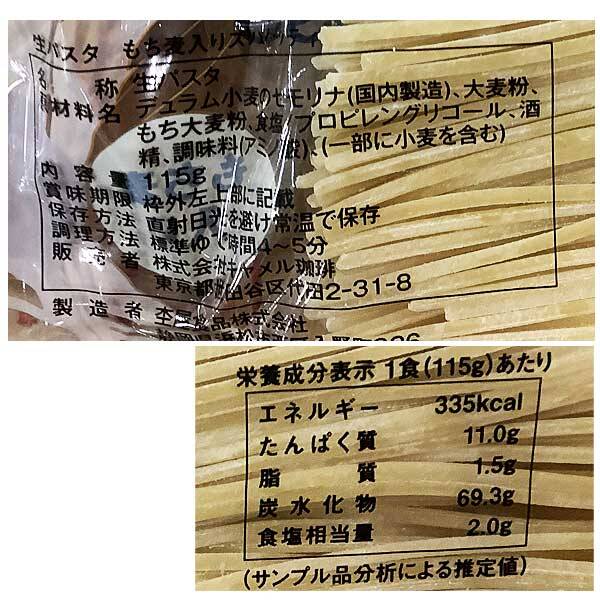 生パスタ もち麦入りスパゲティ
名称 生パスタ
原材料名 デュラム小麦のセモリナ(国内製造)、大麦粉、
もち大麦粉、食塩/プロピレングリコール、酒
精、調味料(アミノ酸)、(一部に小麦を含む)
内容量 115g
賞味期限 枠外左上部に記載
保存方法 直射日光を避け常温で保存
調理方法 標準ゆで時間4~5分
販売者 株式会社キャメル珈琲
東京都世田谷区代田2-31-8
製造者 株式会社
栄養成分表示 1食(115g)あたり
エネルギー 335kcal
たんぱく質 11.0g
脂質 1.5g
炭水化物 69.3g
食塩相当量 2.0g
(サンプル品分析による推定値)